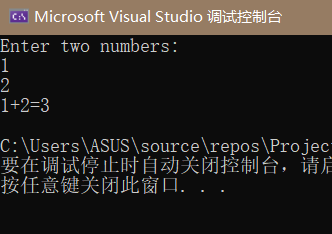 Microsoft Visual Studio 调试控制台
Enter two numbers:
1
2
1+2=3
C:\Users\ASUS\source\repos\Project
要在调试停止时自动关闭控制台，请启
按任意键关闭此窗口. . .